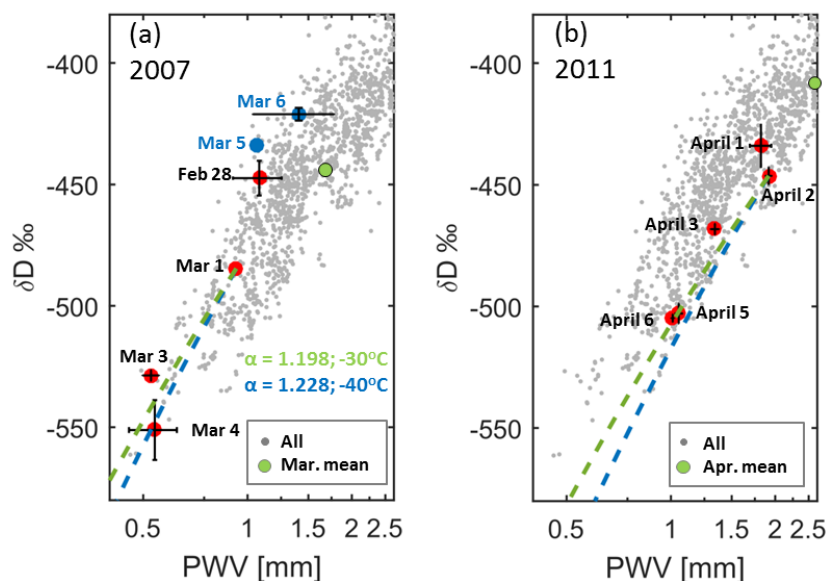 (a)
2007
-400
-450
-500
-550
δD ‰
Mar 6
Mar 5
Feb 28
Mar 1
Mar 3
Mar 4
α = 1.198; -30°C
α = 1.228; -40°C
All
Mar. mean
0.5
1
1.5
2
2.5
PWV [mm]
(b)
2011
-400
-450
-500
-550
δD ‰
April 1
April 2
April 3
April 5
April 6
All
Apr. mean
0.5
1
1.5
2
2.5
PWV [mm]